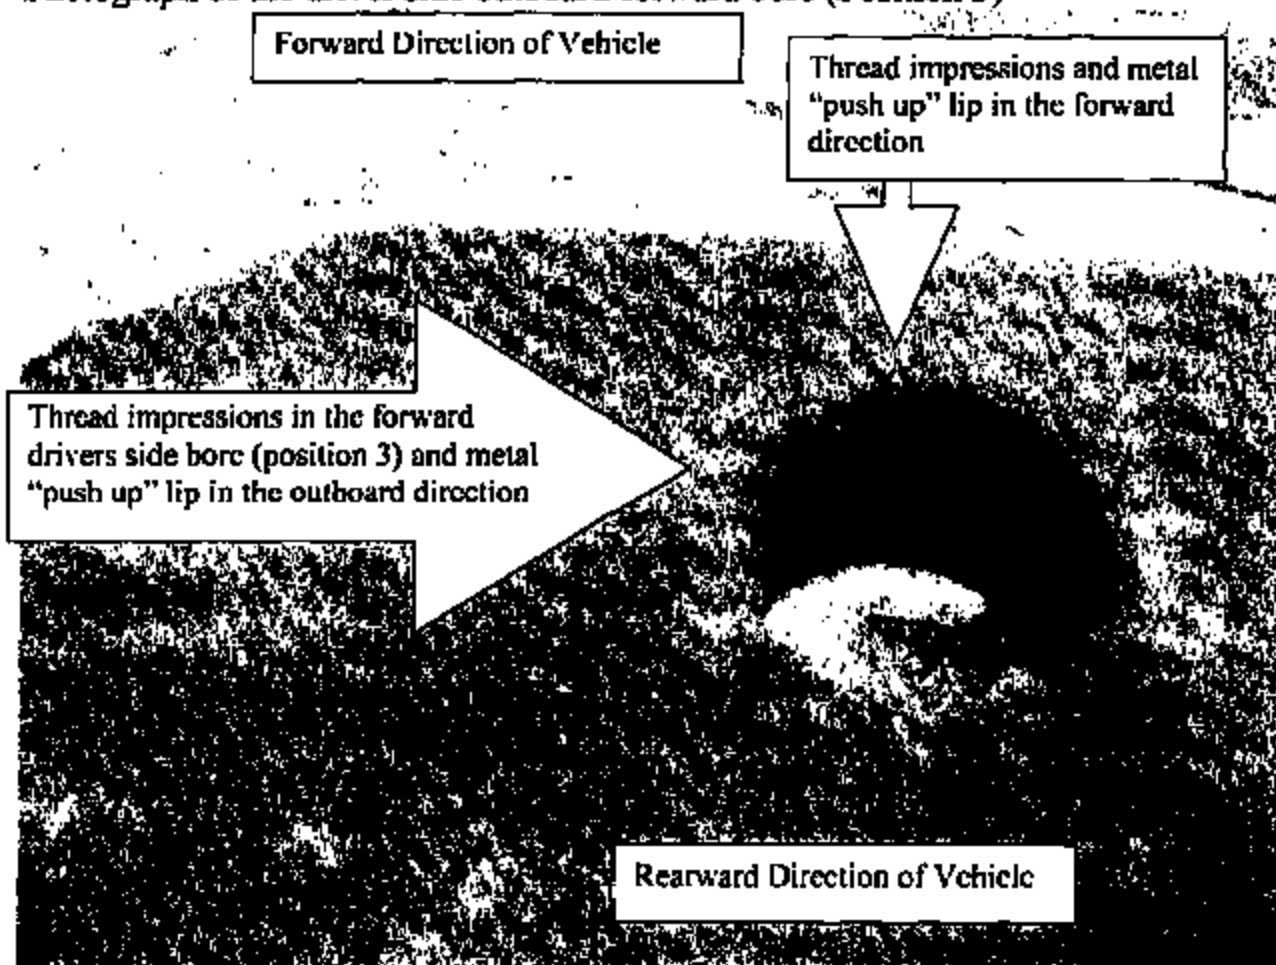 Forward Direction of Vehicle
Thread impressions and metal
“push up” lip in the forward
direction
Thread impressions in the forward
drivers side bore (position 3) and metal
“push up” lip in the outboard direction
Rearward Direction of Vehicle